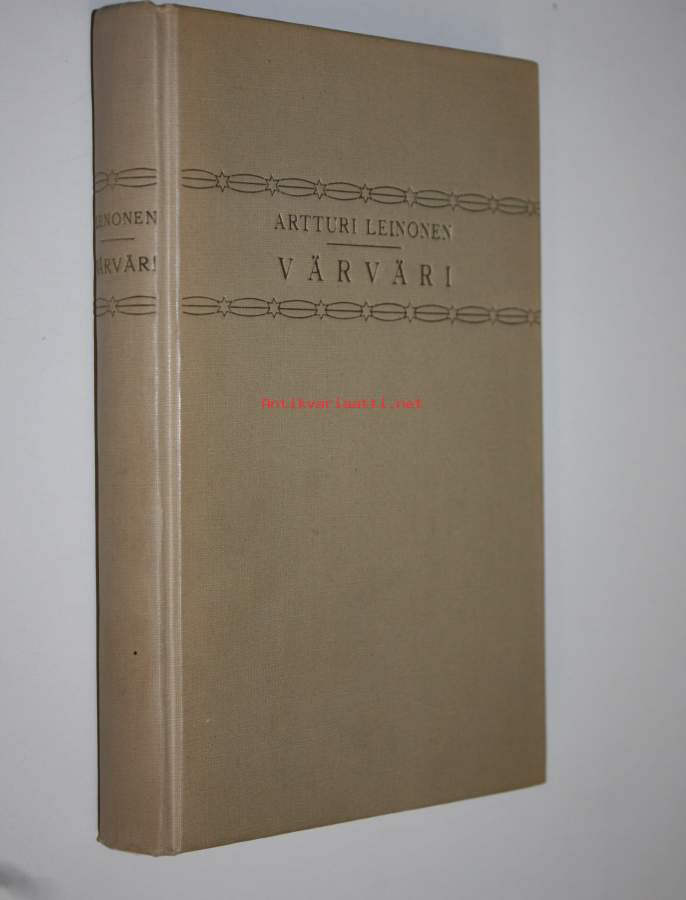 LEINONEN
VÄRVÄRI
ARTTURI LEINONEN
VÄRVÄRI
Antikvariaatti.net